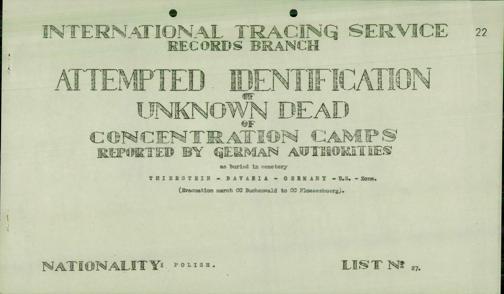 INTERNATIONAL TRACING SERVICE 22
RECORDS BRANCH
ATTEMPTED IDENTIFICATION
OF
UNKNOWN DEAD
OF
CONCENTRATION CAMPS
REPORTED BY GERMAN AUTHORITIES
as buried in cemetery
THIERSTEIN - BAVARIA - GERMANY - U.S. - Zone.
(Evacuation march CC Buchenwald to CC Flossenbuerg).
NATIONALITY: POLISH. LIST Nº 27.